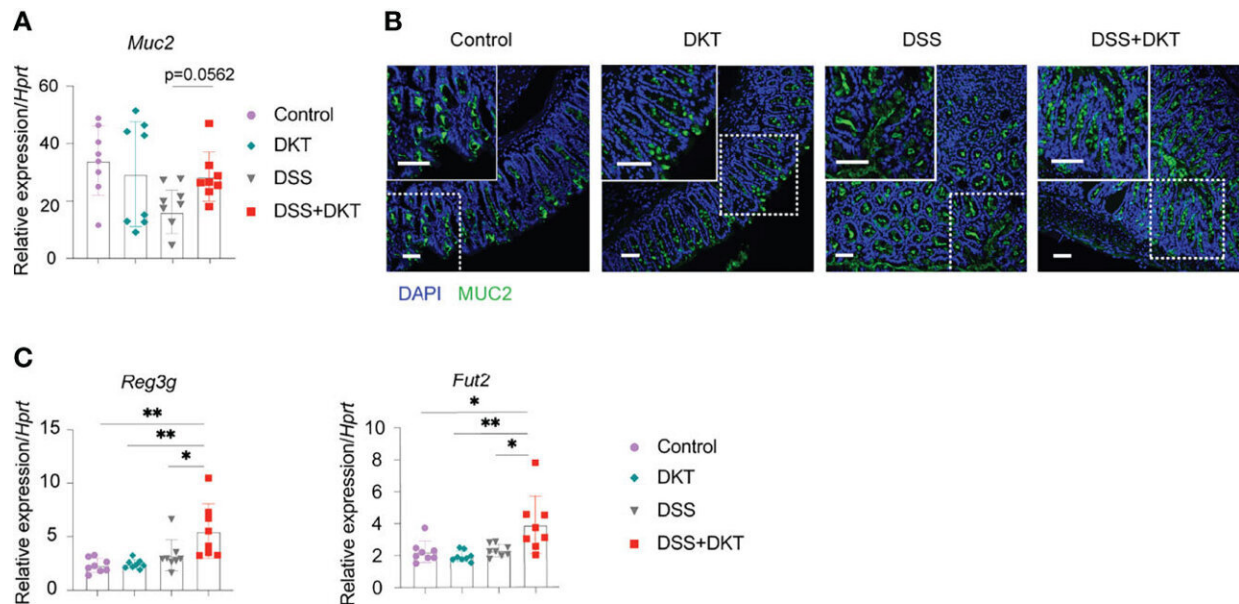 A
Muc2
p=0.0562
Relative expression/Hprt
60
40
20
0
Control
DKT
DSS
DSS+DKT
B
Control DKT DSS DSS+DKT
DAPI MUC2
C
Reg3g
**
**
*
Relative expression/Hprt
15
10
5
0
Fut2
*
**
*
Relative expression/Hprt
10
8
6
4
2
0
Control
DKT
DSS
DSS+DKT